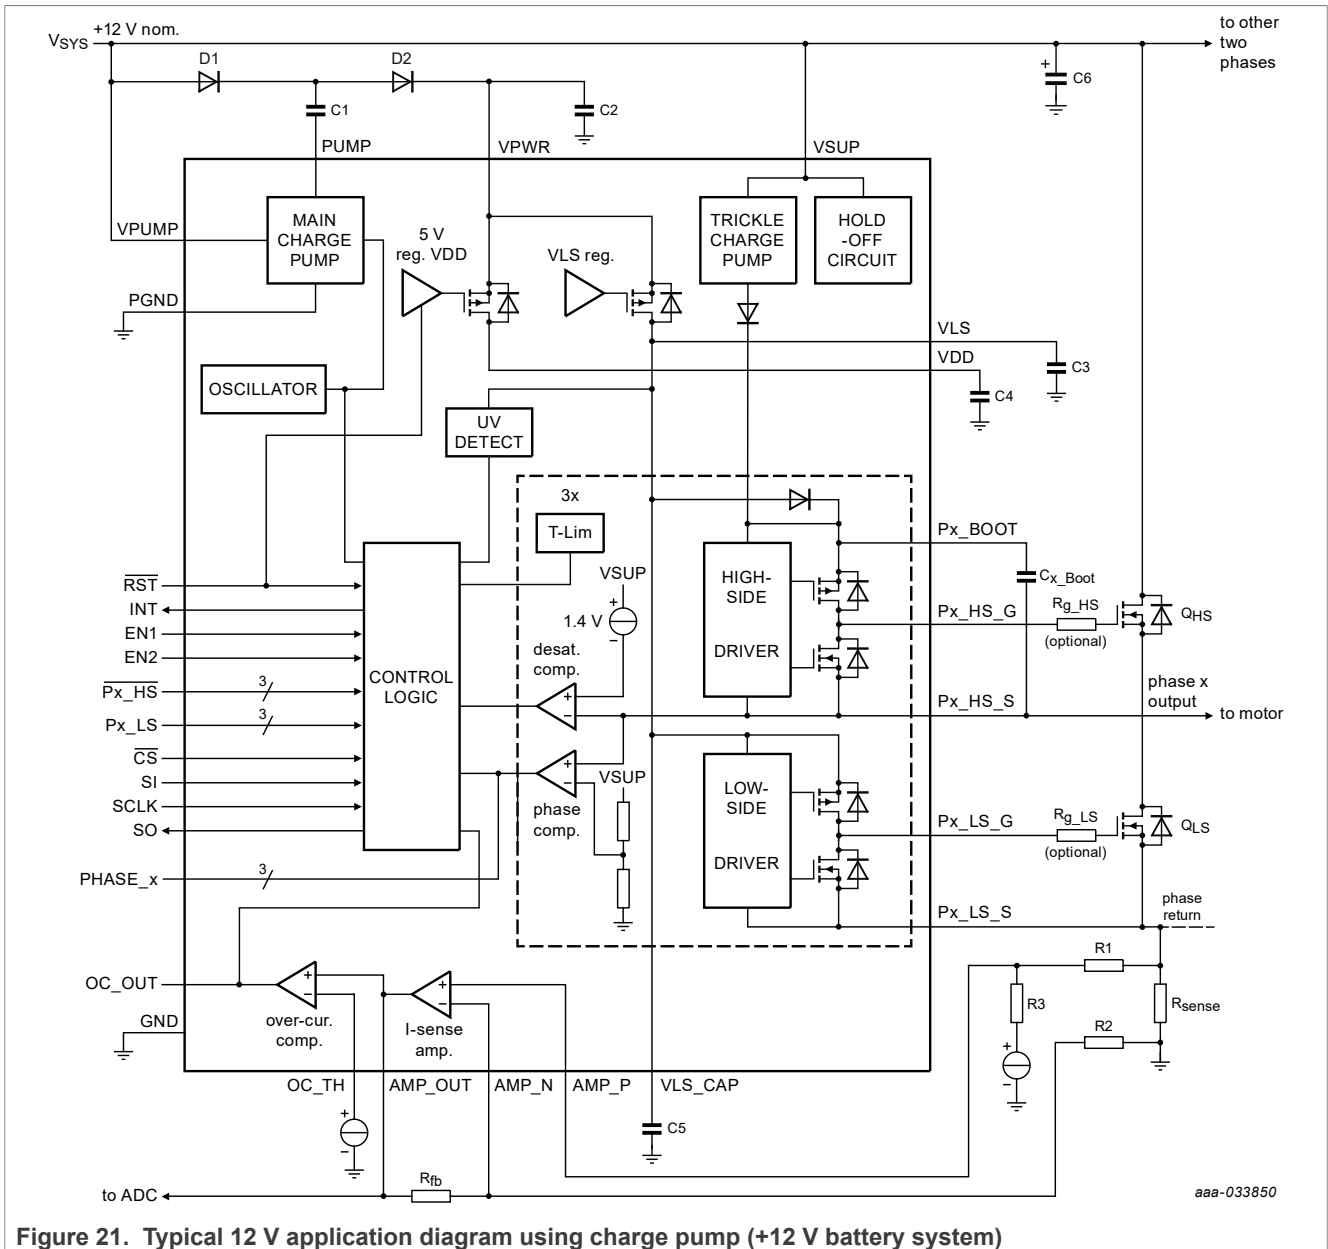 +12 V nom.
VSYS
to other
two
phases
D1
D2
C1
C2
C6
+
PUMP
VPWR
VSUP
VPUMP
MAIN
CHARGE
PUMP
5 V
reg. VDD
VLS reg.
TRICKLE
CHARGE
PUMP
HOLD
-OFF
CIRCUIT
PGND
VLS
VDD
C3
C4
OSCILLATOR
UV
DETECT
3x
T-Lim
VSUP
+
1.4 V
−
desat.
comp.
+
−
HIGH-
SIDE
DRIVER
Px_BOOT
Cx_Boot
Px_HS_G
Rg_HS
(optional)
QHS
Px_HS_S
phase x
output
to motor
RST
INT
EN1
EN2
Px_HS
3
Px_LS
3
CS
SI
SCLK
SO
PHASE_x
3
CONTROL
LOGIC
+
−
phase
comp.
VSUP
LOW-
SIDE
DRIVER
Px_LS_G
Rg_LS
(optional)
QLS
Px_LS_S
phase
return
OC_OUT
GND
+
−
over-cur.
comp.
+
−
I-sense
amp.
R1
R3
Rsense
R2
+
−
OC_TH
AMP_OUT
AMP_N
AMP_P
VLS_CAP
+
−
C5
to ADC
Rfb
aaa-033850
Figure 21. Typical 12 V application diagram using charge pump (+12 V battery system)